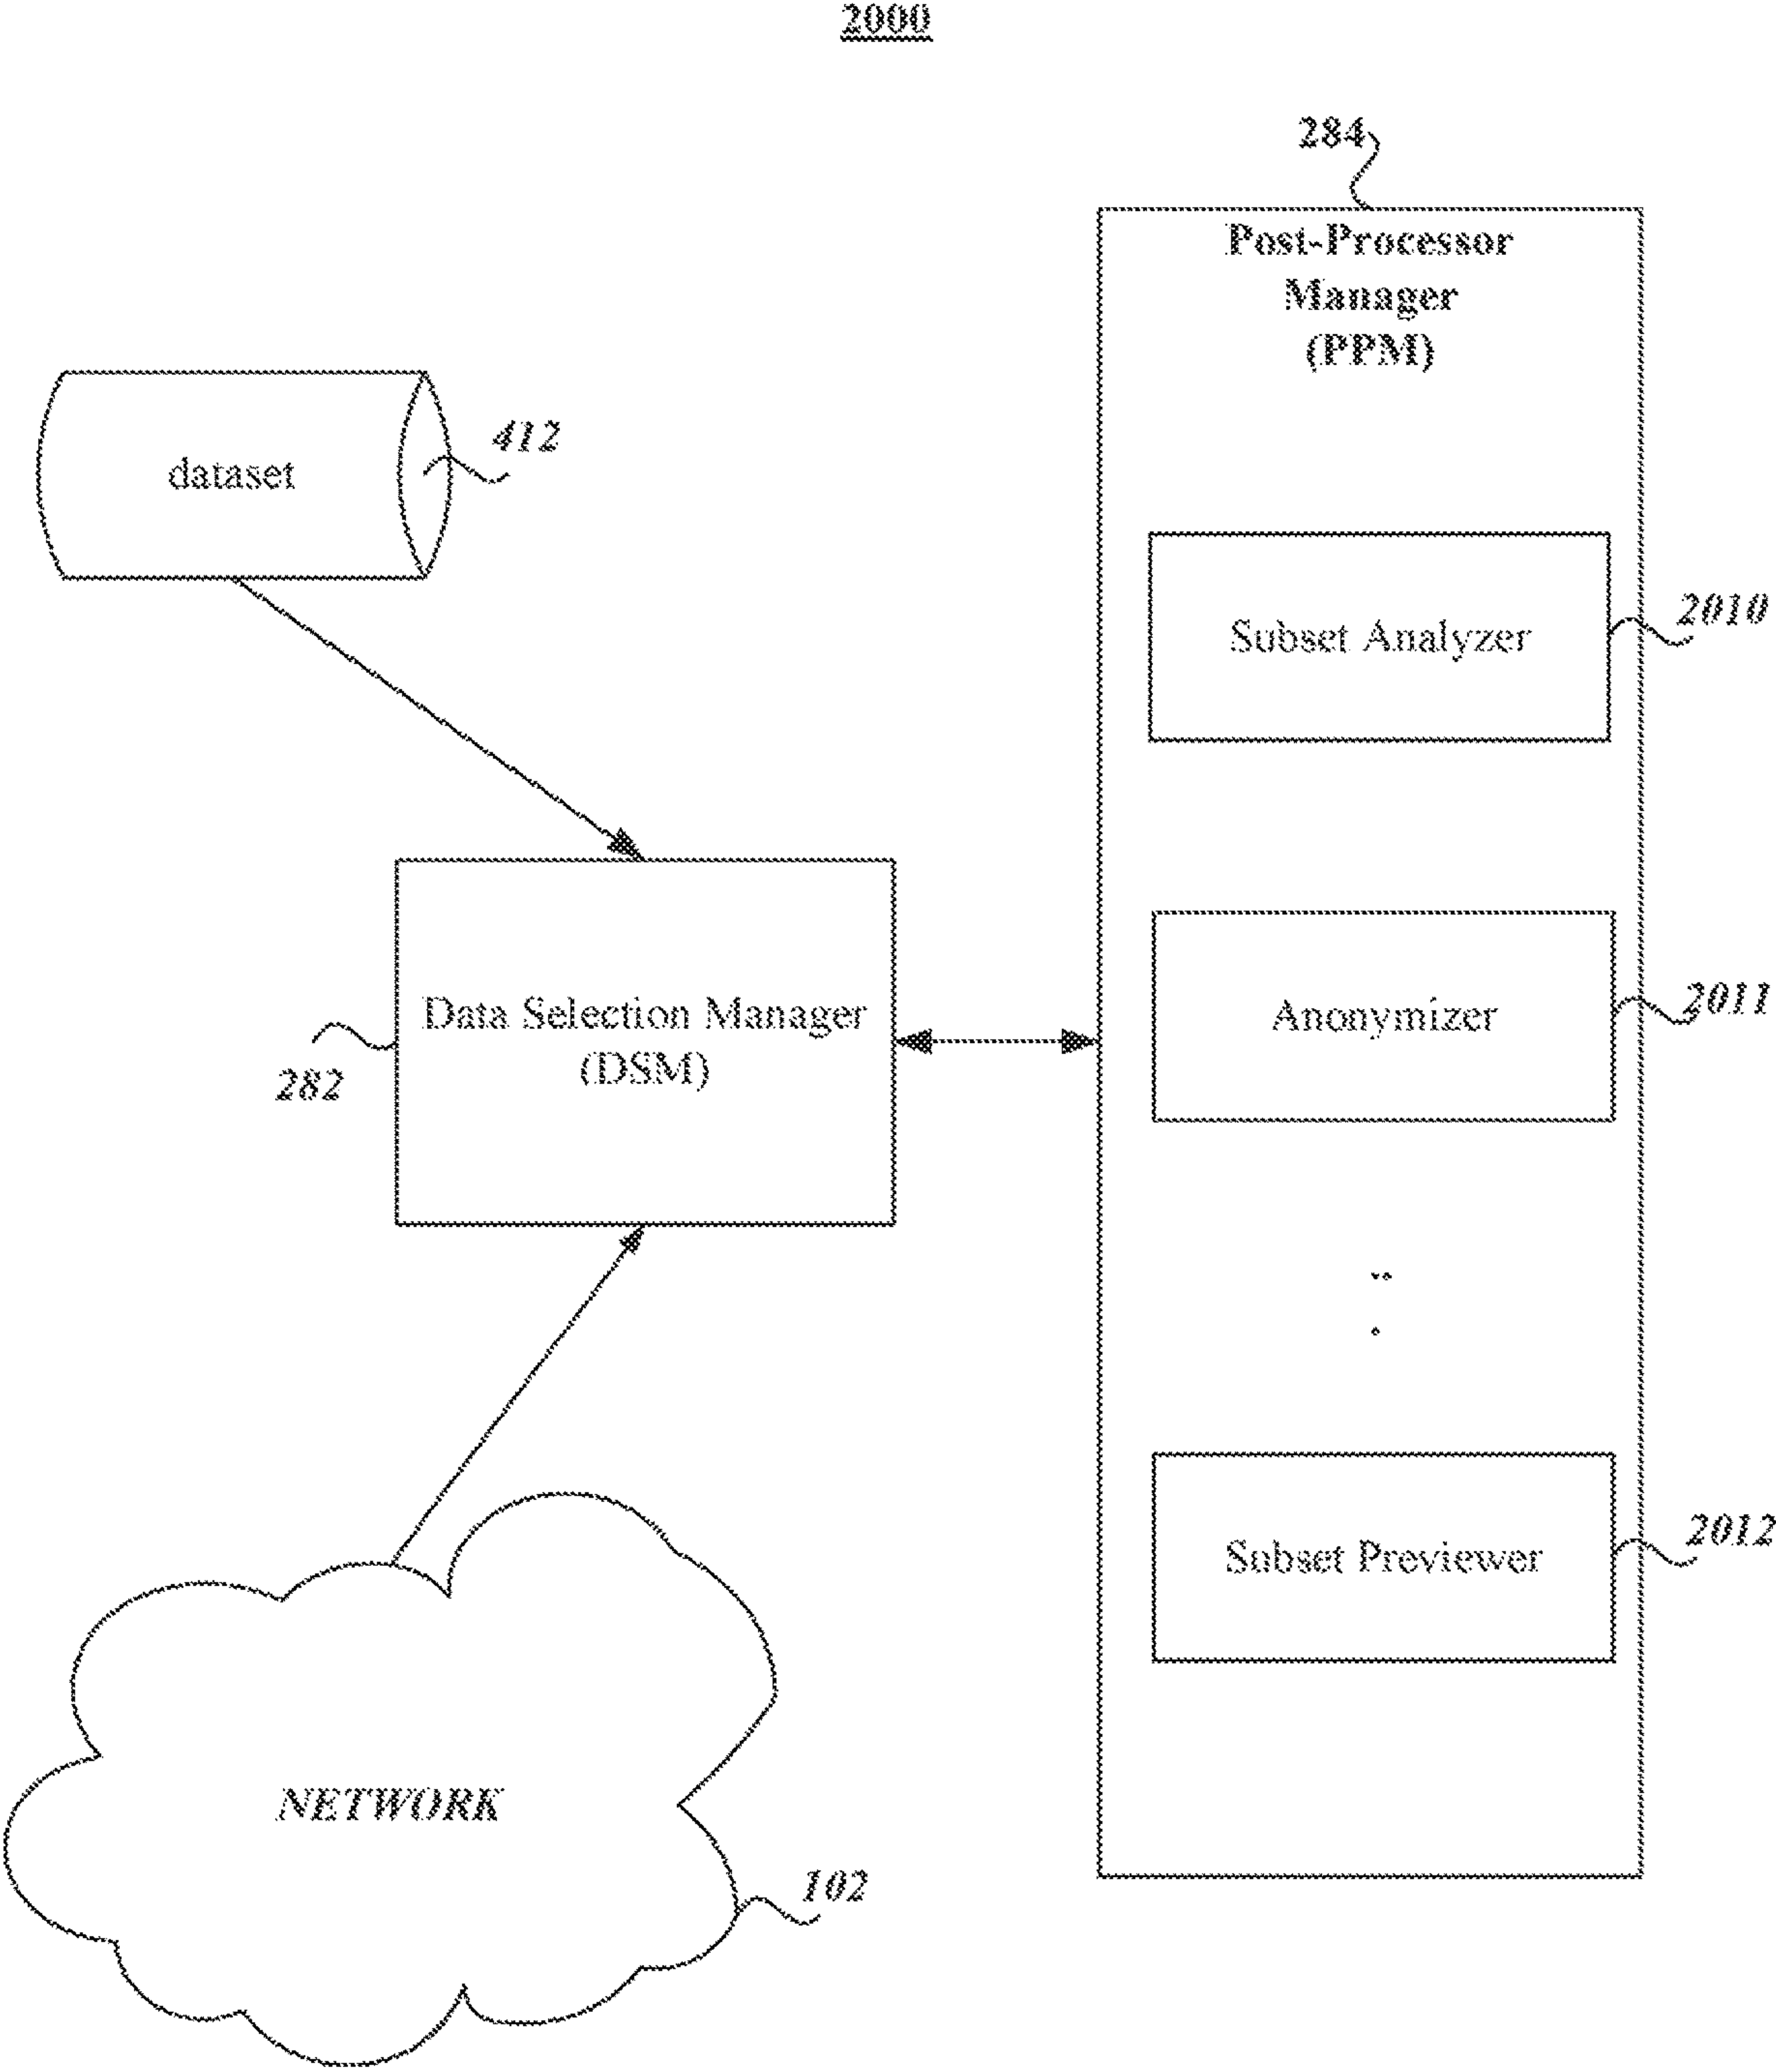 2000
284
Post-Processor
Manager
(PPM)
412
dataset
2010
Subset Analyzer
2011
Data Selection Manager
(DSM)
Anonymizer
282
2012
Subset Previewer
NETWORK
102